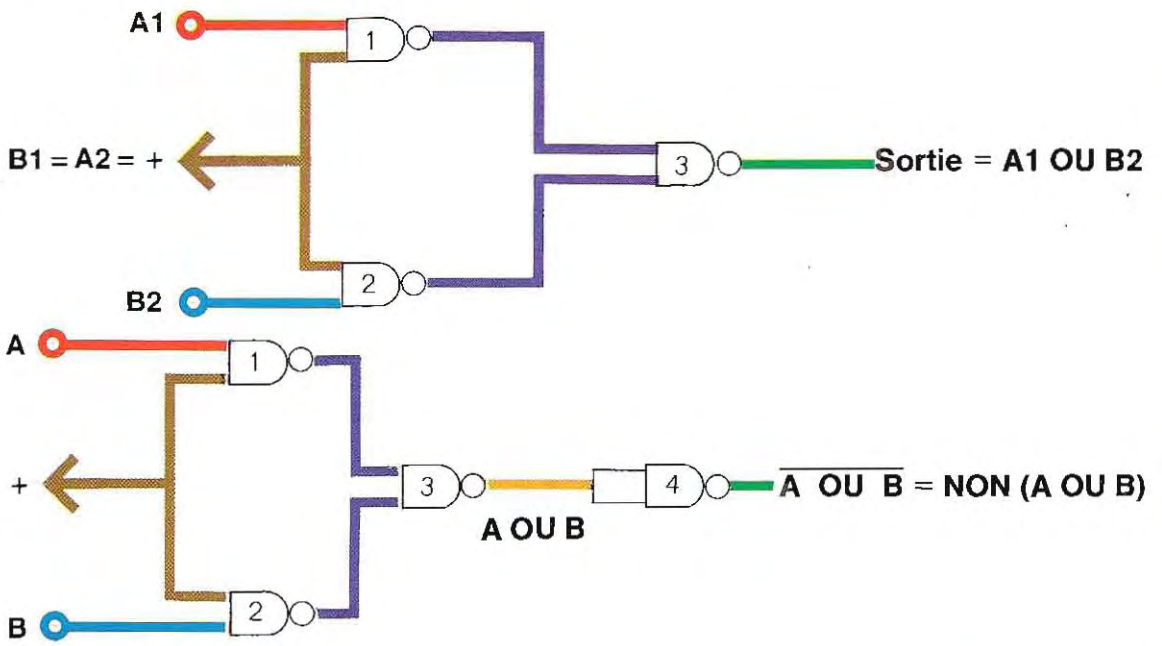 A1
1
B1 = A2 = +
3
Sortie = A1 OU B2
2
B2
A
1
+
3
4
A OU B = NON (A OU B)
A OU B
2
B